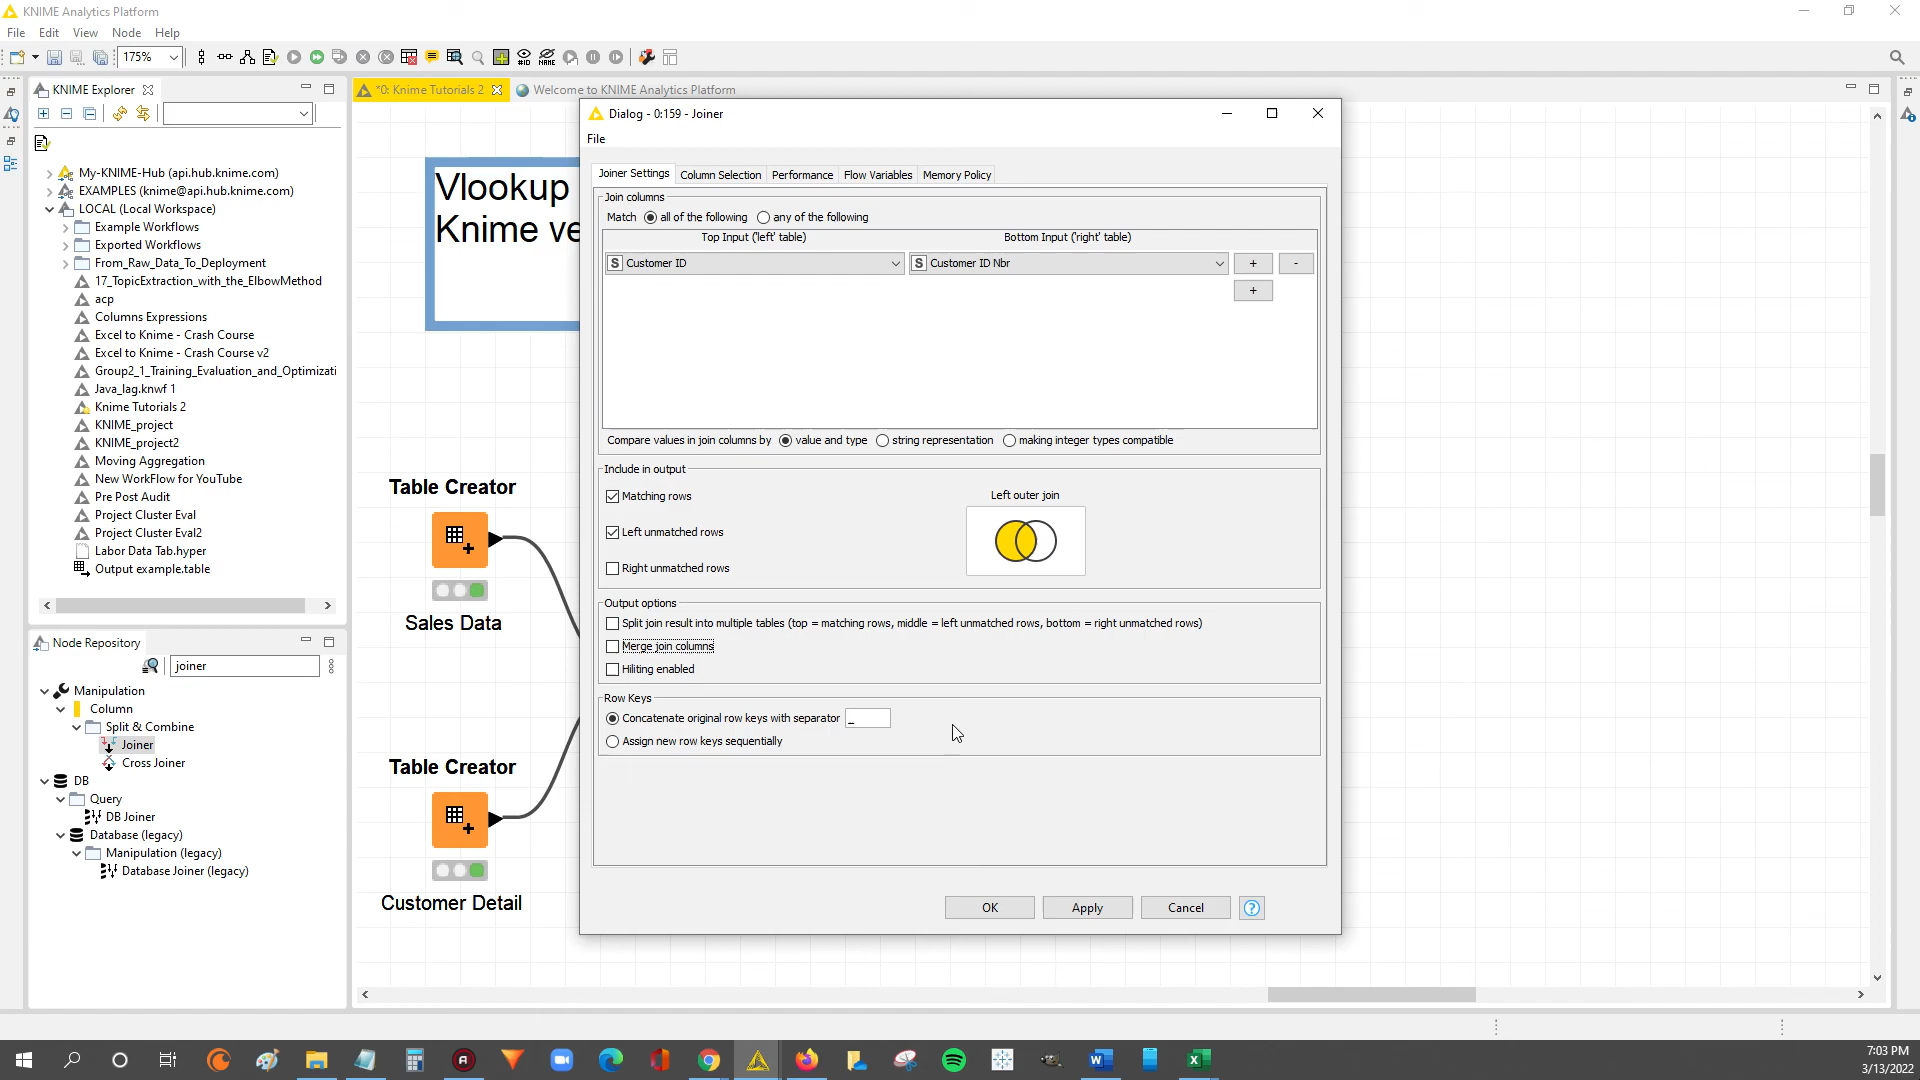 KNIME Analytics Platform
File Edit View Node Help
175%
KNIME Explorer
*0: Knime Tutorials 2
Welcome to KNIME Analytics Platform
My-KNIME-Hub (api.hub.knime.com)
EXAMPLES (knime@api.hub.knime.com)
LOCAL (Local Workspace)
Example Workflows
Exported Workflows
From_Raw_Data_To_Deployment
17_TopicExtraction_with_the_ElbowMethod
acp
Columns Expressions
Excel to Knime - Crash Course
Excel to Knime - Crash Course v2
Group2_1_Training_Evaluation_and_Optimizati
Java_lag.knwf 1
Knime Tutorials 2
KNIME_project
KNIME_project2
Moving Aggregation
New WorkFlow for YouTube
Pre Post Audit
Project Cluster Eval
Project Cluster Eval2
Labor Data Tab.hyper
Output example.table
Node Repository
joiner
Manipulation
Column
Split & Combine
Joiner
Cross Joiner
DB
Query
DB Joiner
Database (legacy)
Manipulation (legacy)
Database Joiner (legacy)
Vlookup
Knime ve
Table Creator
Sales Data
Table Creator
Customer Detail
Dialog - 0:159 - Joiner
File
Joiner Settings Column Selection Performance Flow Variables Memory Policy
Join columns
Match all of the following any of the following
Top Input ('left' table) Bottom Input ('right' table)
S Customer ID S Customer ID Nbr + -
+
Compare values in join columns by value and type string representation making integer types compatible
Include in output
Matching rows
Left outer join
Left unmatched rows
Right unmatched rows
Output options
Split join result into multiple tables (top = matching rows, middle = left unmatched rows, bottom = right unmatched rows)
Merge join columns
Hiliting enabled
Row Keys
Concatenate original row keys with separator _
Assign new row keys sequentially
OK Apply Cancel ?
7:03 PM
3/13/2022